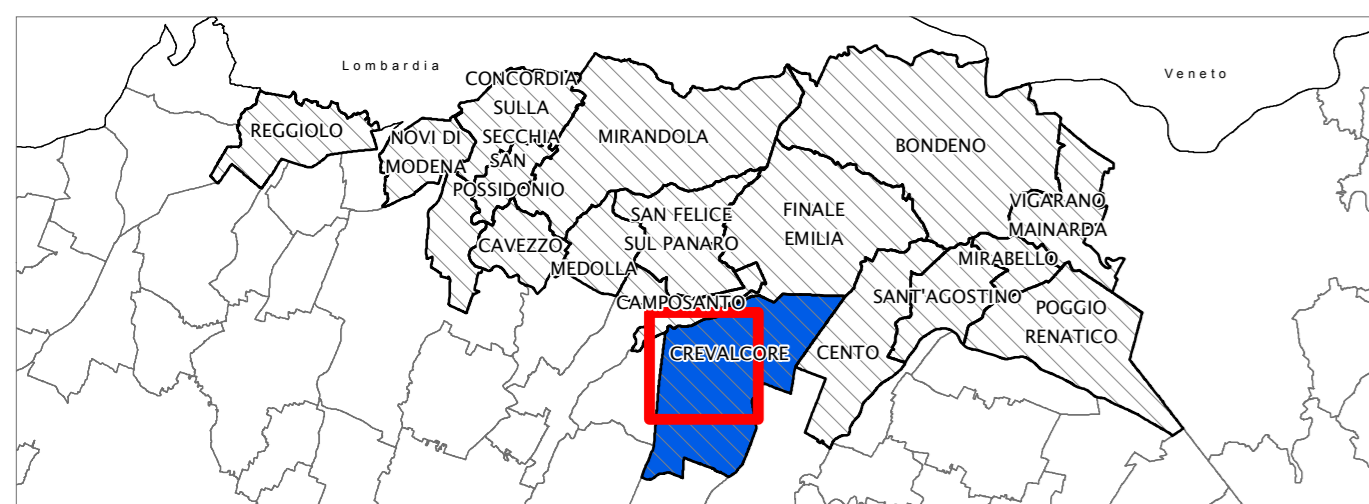 Lombardia
Veneto
CONCORDIA
SULLA
SECCHIA
REGGIOLO
NOVI DI
MODENA
SAN
POSSIDONIO
MIRANDOLA
BONDENO
CAVEZZO
MEDOLLA
SAN FELICE
SUL PANARO
FINALE
EMILIA
VIGARANO
MAINARDA
MIRABELLO
CAMPOSANTO
SANT'AGOSTINO
POGGIO
RENATICO
CREVALCORE
CENTO